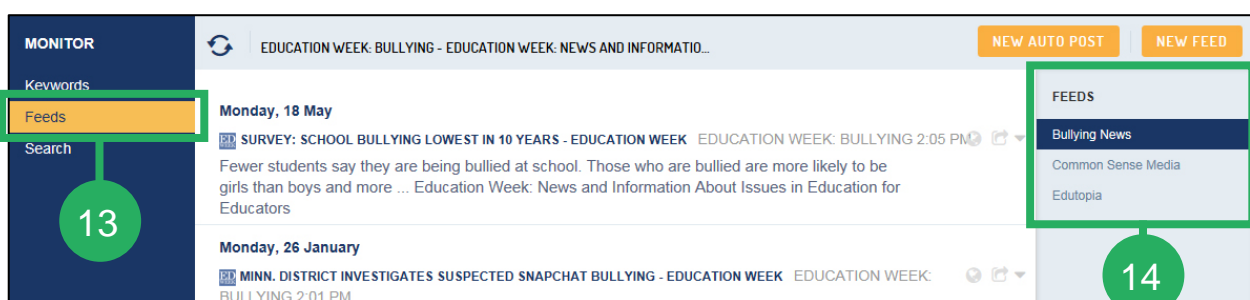 MONITOR
Keywords
Feeds
Search
13
EDUCATION WEEK: BULLYING - EDUCATION WEEK: NEWS AND INFORMATIO...
NEW AUTO POST
NEW FEED
Monday, 18 May
SURVEY: SCHOOL BULLYING LOWEST IN 10 YEARS - EDUCATION WEEK EDUCATION WEEK: BULLYING 2:05 PM
Fewer students say they are being bullied at school. Those who are bullied are more likely to be
girls than boys and more ... Education Week: News and Information About Issues in Education for
Educators
Monday, 26 January
MINN. DISTRICT INVESTIGATES SUSPECTED SNAPCHAT BULLYING - EDUCATION WEEK EDUCATION WEEK:
BULLYING 2:01 PM
FEEDS
Bullying News
Common Sense Media
Edutopia
14